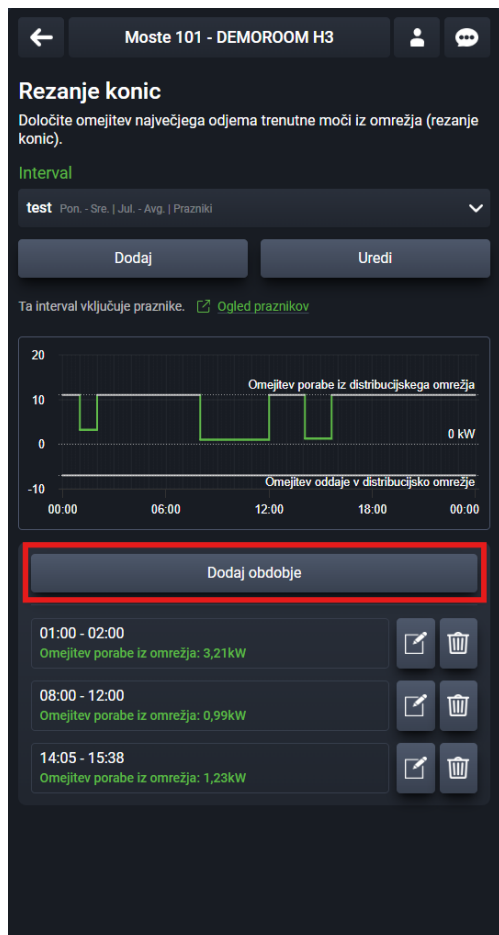 Moste 101 - DEMOROOM H3
Rezanje konic
Določite omejitev največjega odjema trenutne moči iz omrežja (rezanje
konic).
Interval
test Pon. - Sre. | Jul. - Avg. | Prazniki
Dodaj
Uredi
Ta interval vključuje praznike. Ogled praznikov
20
Omejitev porabe iz distribucijskega omrežja
10
0 kW
0
Omejitev oddaje v distribucijsko omrežje
-10
00:00 06:00 12:00 18:00 00:00
Dodaj obdobje
01:00 - 02:00
Omejitev porabe iz omrežja: 3,21kW
08:00 - 12:00
Omejitev porabe iz omrežja: 0,99kW
14:05 - 15:38
Omejitev porabe iz omrežja: 1,23kW